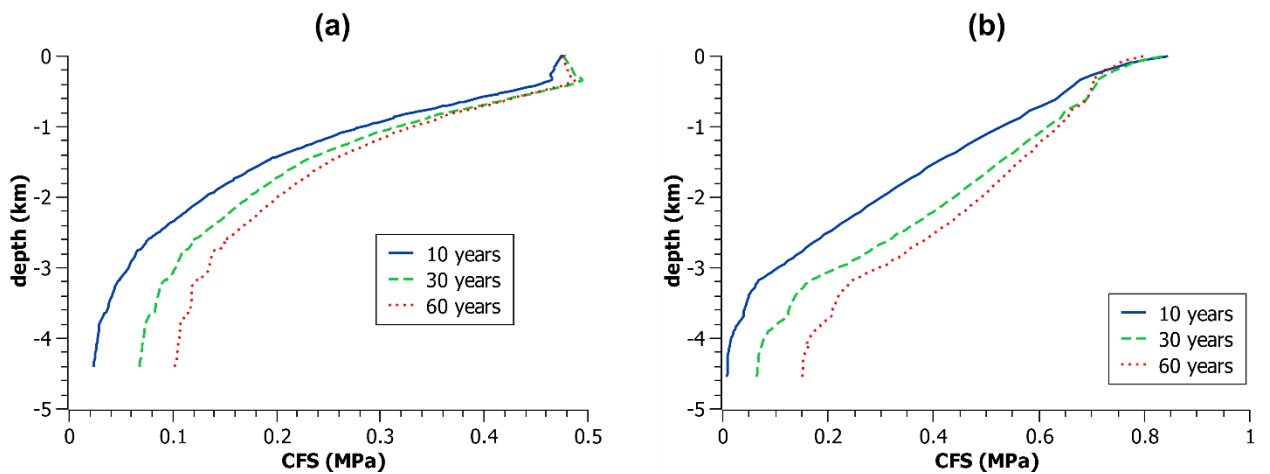 (a)
0
-1
-2
-3
-4
-5
depth (km)
0 0.1 0.2 0.3 0.4 0.5
CFS (MPa)
10 years
30 years
60 years
(b)
0
-1
-2
-3
-4
-5
depth (km)
0 0.2 0.4 0.6 0.8 1
CFS (MPa)
10 years
30 years
60 years